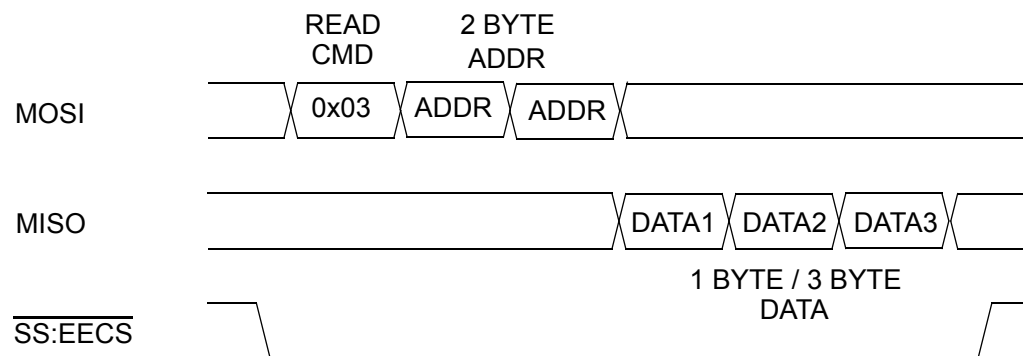 READ
CMD
2 BYTE
ADDR
MOSI
0x03
ADDR
ADDR
MISO
DATA1
DATA2
DATA3
1 BYTE / 3 BYTE
DATA
SS:EECS